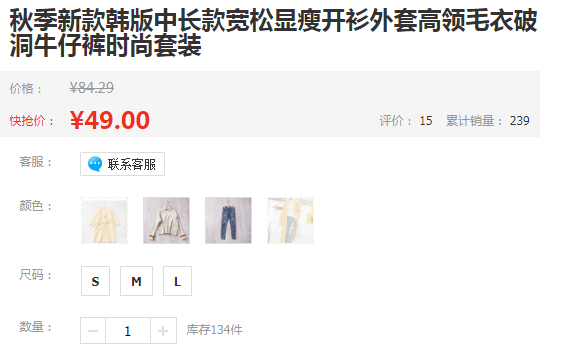 秋季新款韩版中长款宽松显瘦开衫外套高领毛衣破
洞牛仔裤时尚套装
价格： ¥84.29
快抢价： ¥49.00 评价： 15 累计销量： 239
客服： 联系客服
颜色：
尺码： S M L
数量： 1 库存134件